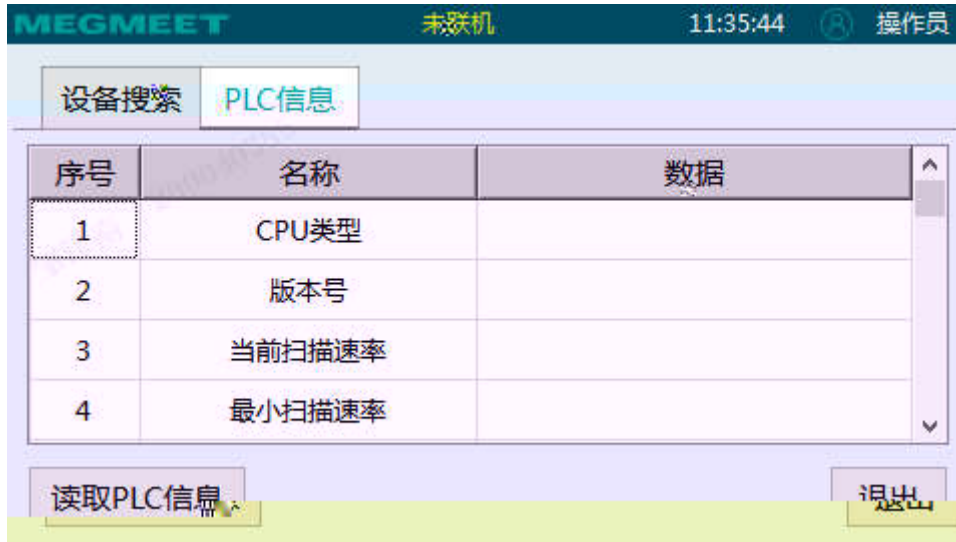 MEGMEET 未联机 11:35:44 操作员
设备搜索 PLC信息
序号 名称 数据
1 CPU类型
2 版本号
3 当前扫描速率
4 最小扫描速率
读取PLC信息 退出